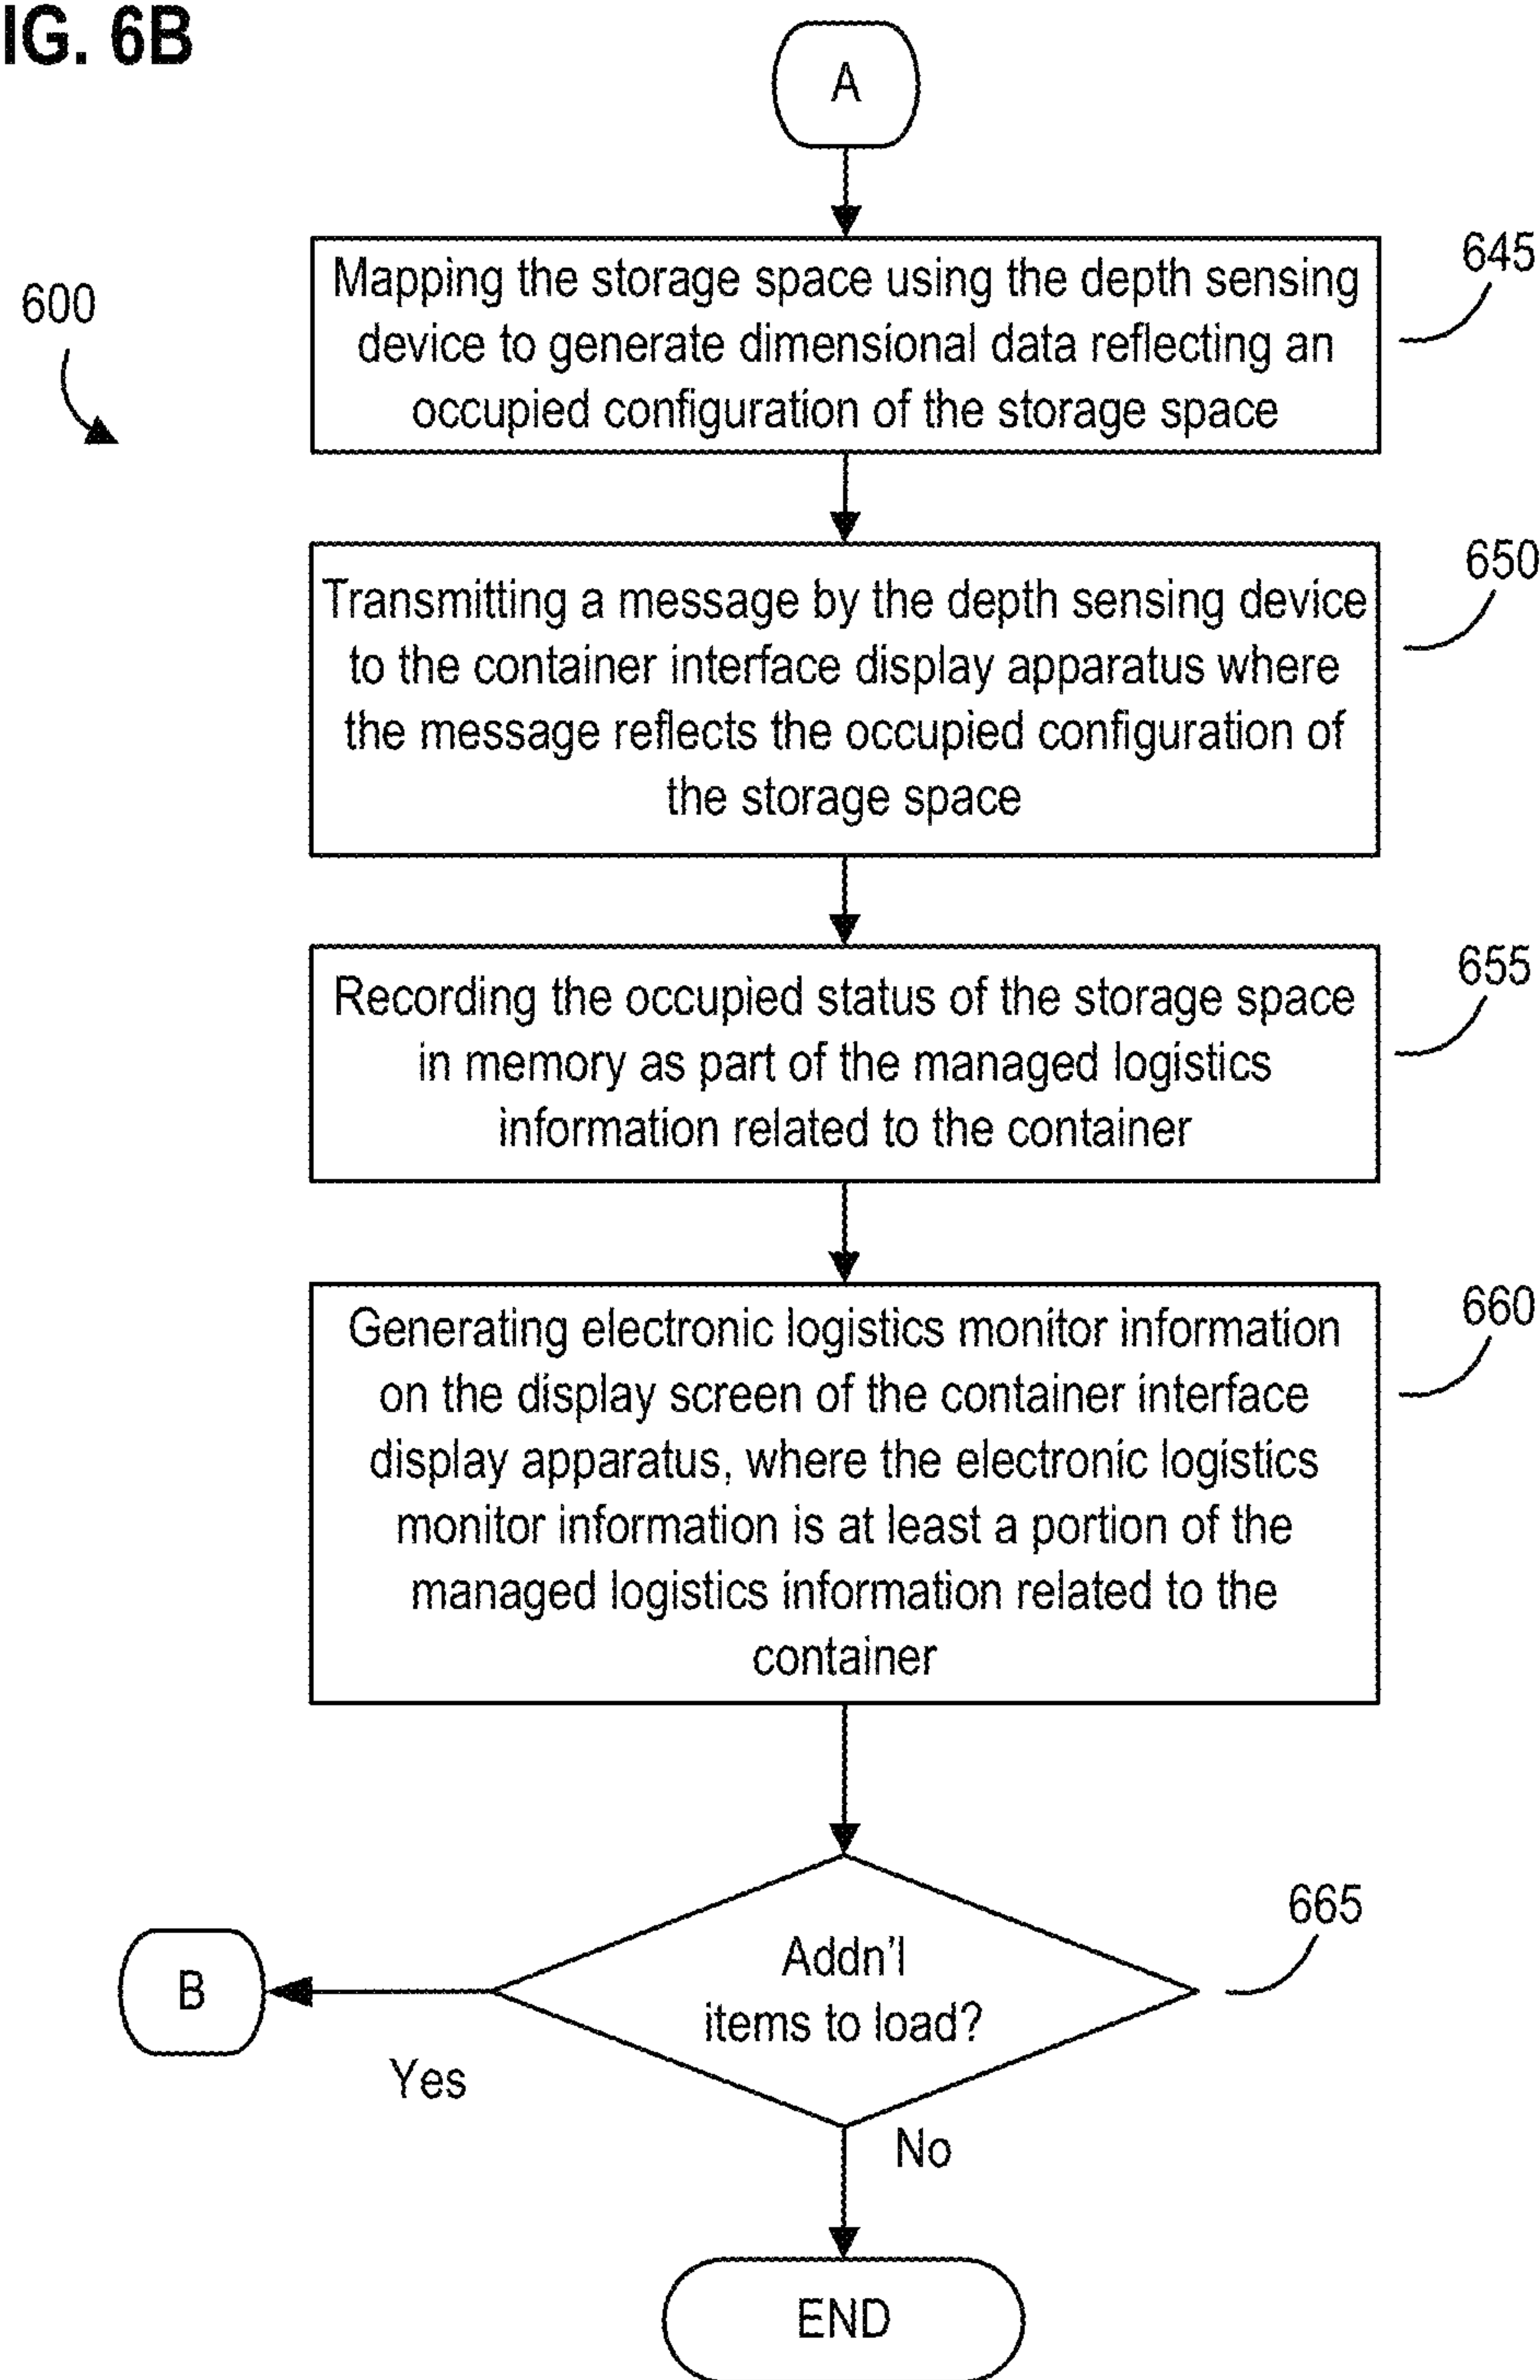 IG. 6B
A
600
Mapping the storage space using the depth sensing
device to generate dimensional data reflecting an
occupied configuration of the storage space
645
Transmitting a message by the depth sensing device
to the container interface display apparatus where
the message reflects the occupied configuration of
the storage space
650
Recording the occupied status of the storage space
in memory as part of the managed logistics
information related to the container
655
Generating electronic logistics monitor information
on the display screen of the container interface
display apparatus, where the electronic logistics
monitor information is at least a portion of the
managed logistics information related to the
container
660
Addn'l
items to load?
665
B
Yes
No
END